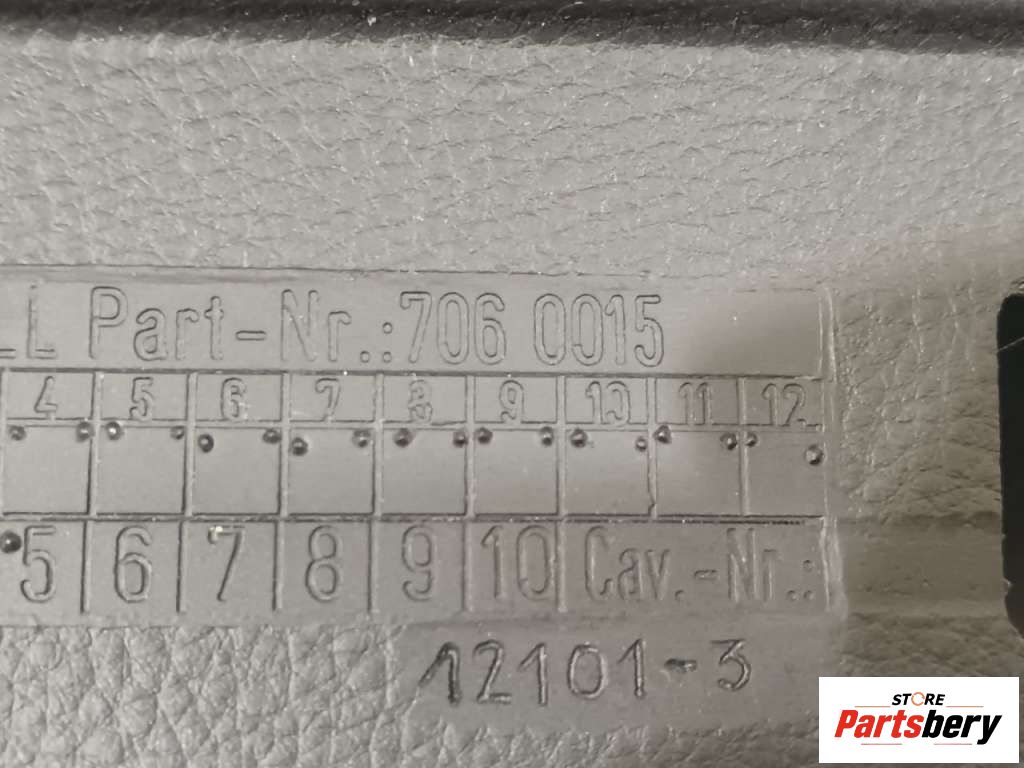 LL Part-Nr.:706 0015
4 5 6 7 8 9 10 11 12
5 6 7 8 9 10 Cav.-Nr.:
12101-3
STORE
Partsbery